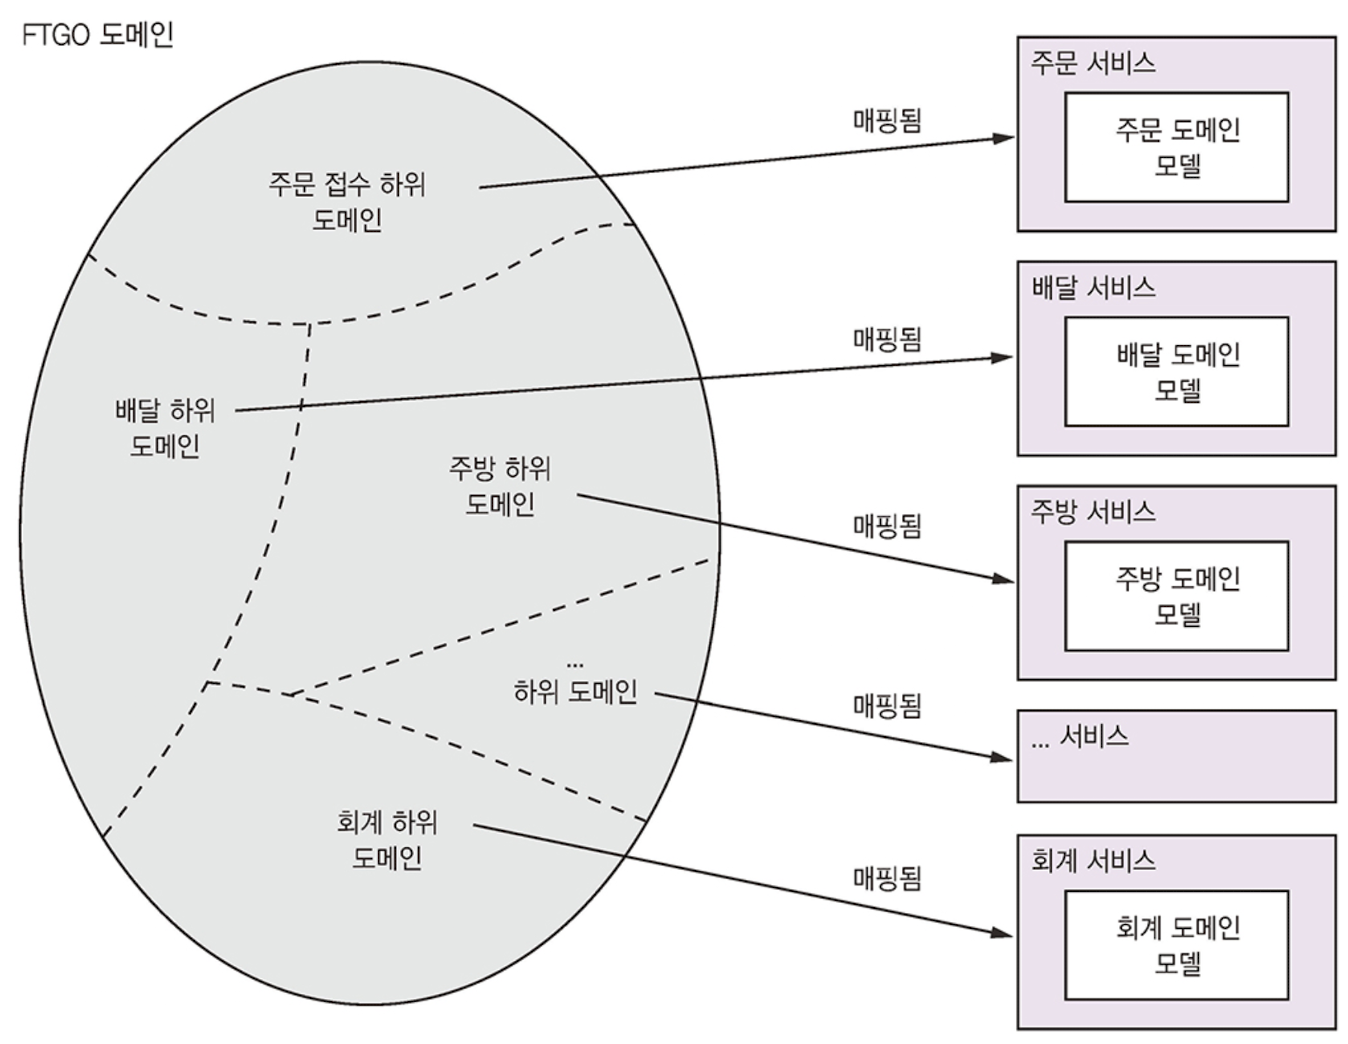 FTGO 도메인
주문 접수 하위
도메인
매핑됨
주문 서비스
주문 도메인
모델
배달 하위
도메인
매핑됨
배달 서비스
배달 도메인
모델
주방 하위
도메인
매핑됨
주방 서비스
주방 도메인
모델
...
하위 도메인
매핑됨
... 서비스
회계 하위
도메인
매핑됨
회계 서비스
회계 도메인
모델